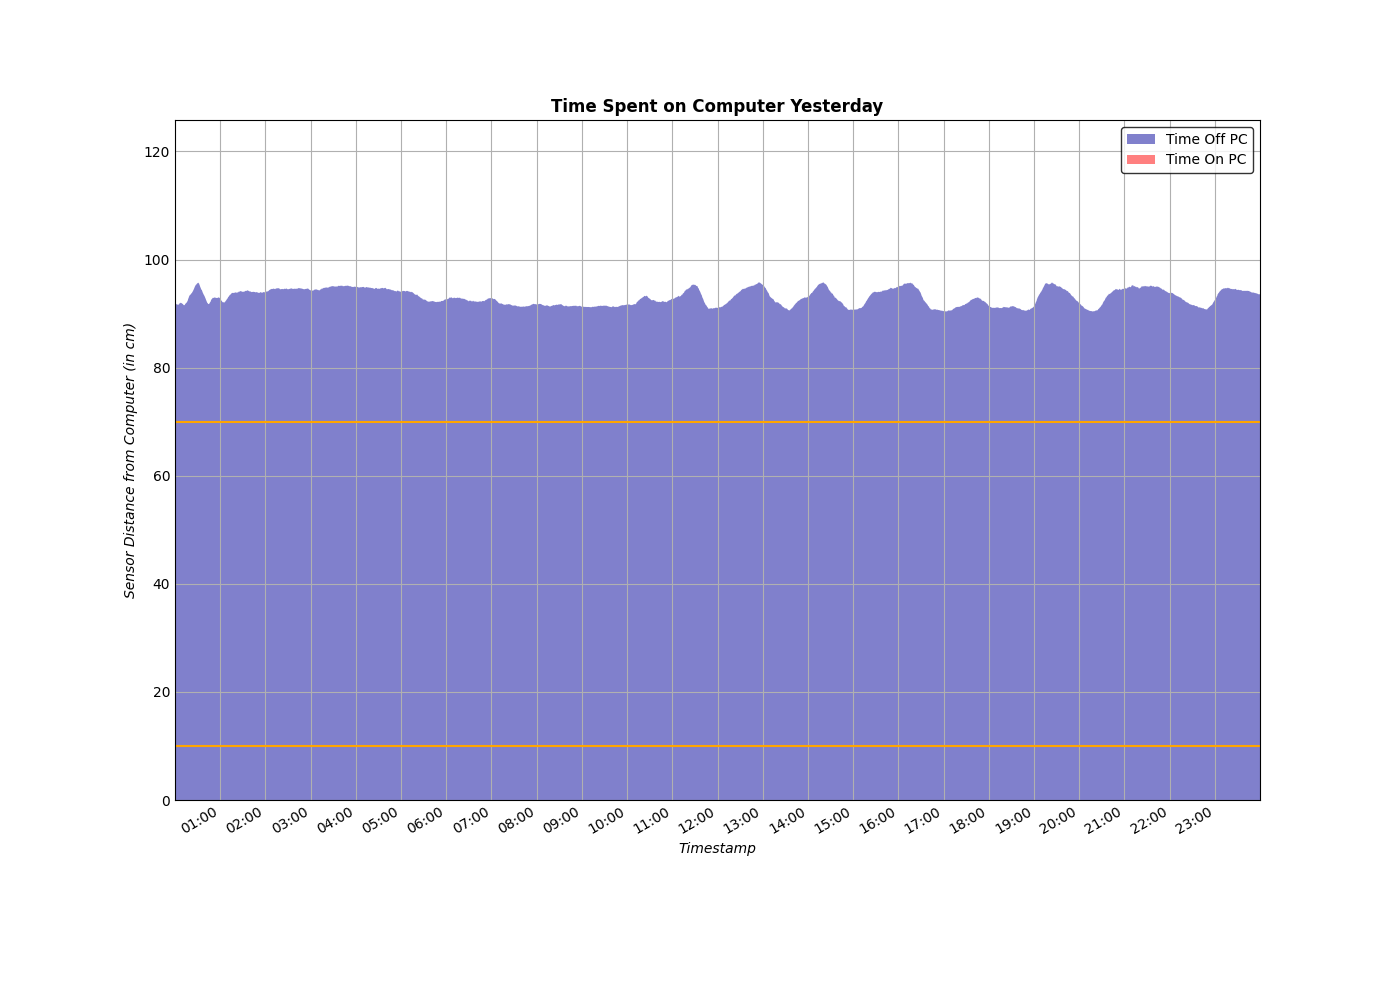 Time Spent on Computer Yesterday
Time Off PC
Time On PC
120
100
80
60
40
20
0
Sensor Distance from Computer (in cm)
01:00 02:00 03:00 04:00 05:00 06:00 07:00 08:00 09:00 10:00 11:00 12:00 13:00 14:00 15:00 16:00 17:00 18:00 19:00 20:00 21:00 22:00 23:00
Timestamp